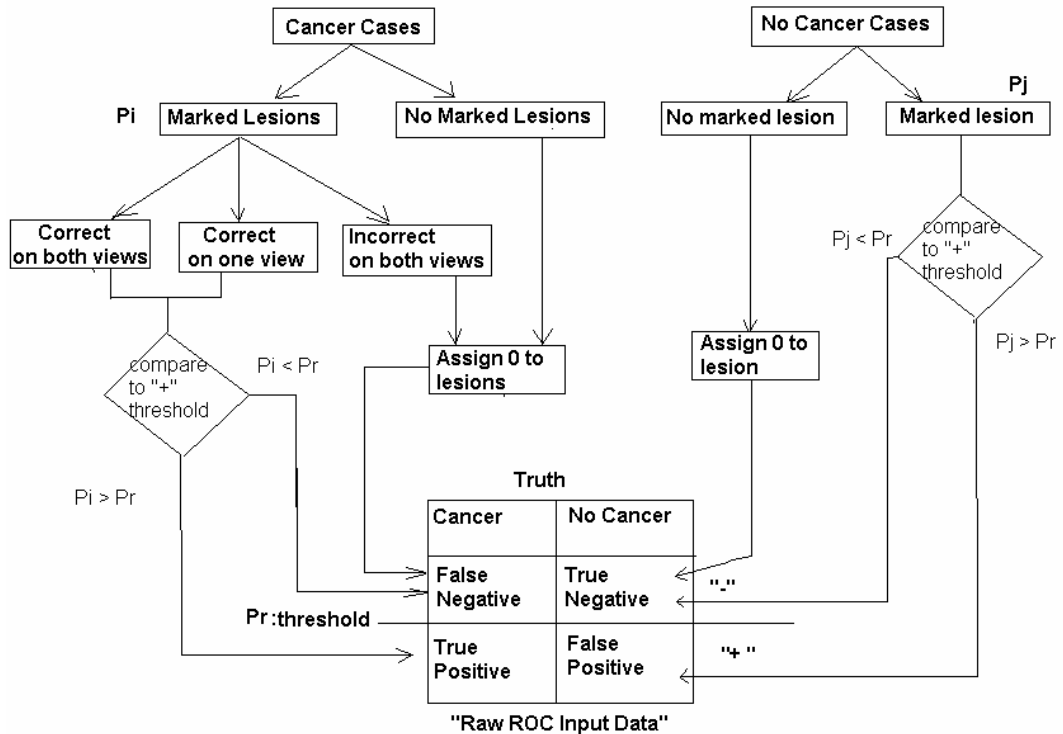 Cancer Cases
No Cancer Cases
Pi
Marked Lesions
No Marked Lesions
No marked lesion
Pj
Marked lesion
Correct
on both views
Correct
on one view
Incorrect
on both views
Pj < Pr
compare
to "+"
threshold
Pj > Pr
compare
to "+"
threshold
Pi < Pr
Assign 0 to
lesions
Assign 0 to
lesion
Pi > Pr
Truth
Cancer
No Cancer
False
Negative
True
Negative
"-"
Pr :threshold
True
Positive
False
Positive
"+ "
"Raw ROC Input Data"